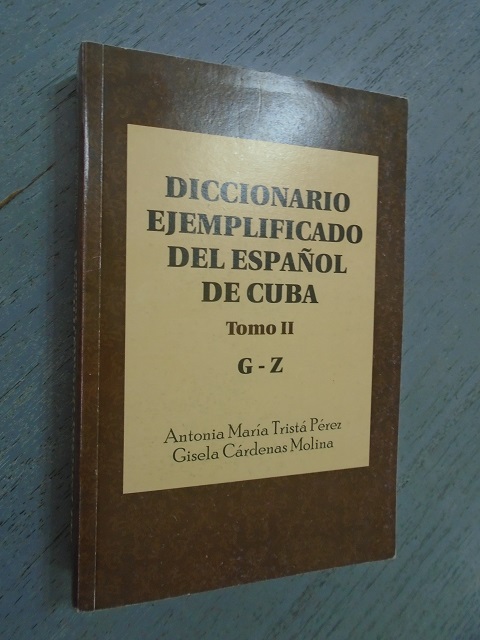 DICCIONARIO
EJEMPLIFICADO
DEL ESPAÑOL
DE CUBA
Tomo II
G - Z
Antonia María Tristá Pérez
Gisela Cárdenas Molina